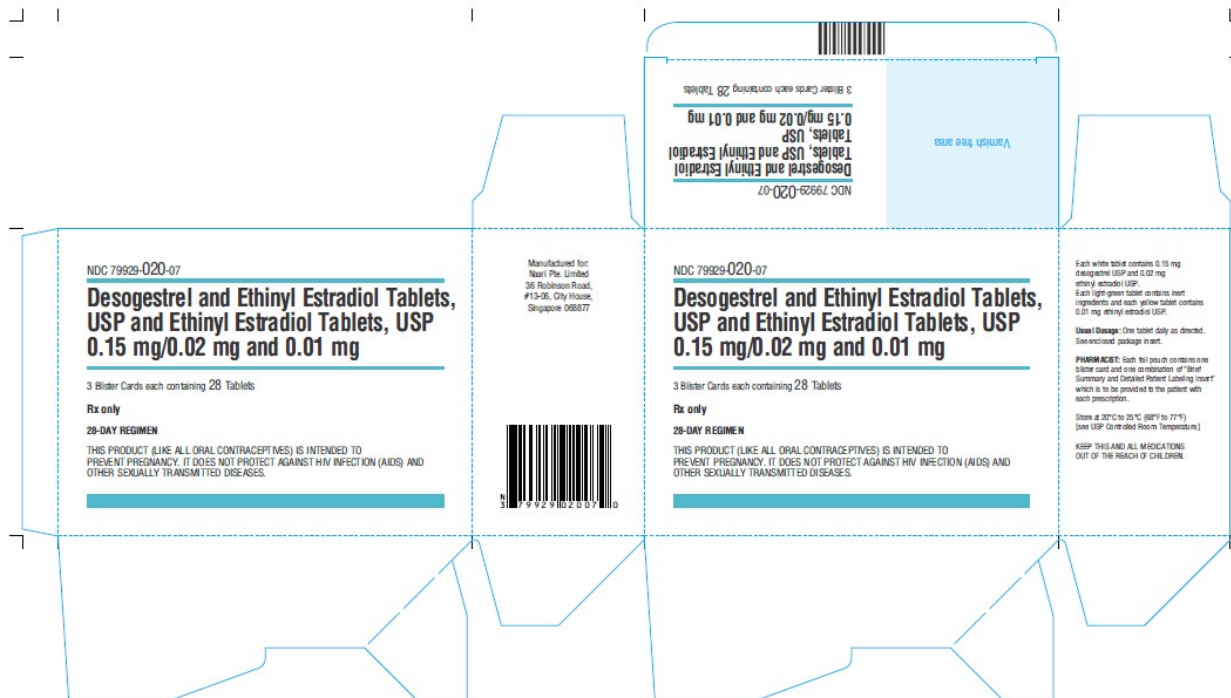 3 Blister Cards each containing 28 Tablets
0.15 mg/0.02 mg and 0.01 mg
Tablets, USP
Tablets, USP and Ethinyl Estradiol
Desogestrel and Ethinyl Estradiol
NDC 79929-020-07
Varnish free area
NDC 79929-020-07
Desogestrel and Ethinyl Estradiol Tablets,
USP and Ethinyl Estradiol Tablets, USP
0.15 mg/0.02 mg and 0.01 mg
3 Blister Cards each containing 28 Tablets
Rx only
28-DAY REGIMEN
THIS PRODUCT (LIKE ALL ORAL CONTRACEPTIVES) IS INTENDED TO
PREVENT PREGNANCY. IT DOES NOT PROTECT AGAINST HIV INFECTION (AIDS) AND
OTHER SEXUALLY TRANSMITTED DISEASES.
Manufactured for:
Naari Pte. Limited
36 Robinson Road,
#13-06, City House,
Singapore 068877
N
3 79929 02007 0
NDC 79929-020-07
Desogestrel and Ethinyl Estradiol Tablets,
USP and Ethinyl Estradiol Tablets, USP
0.15 mg/0.02 mg and 0.01 mg
3 Blister Cards each containing 28 Tablets
Rx only
28-DAY REGIMEN
THIS PRODUCT (LIKE ALL ORAL CONTRACEPTIVES) IS INTENDED TO
PREVENT PREGNANCY. IT DOES NOT PROTECT AGAINST HIV INFECTION (AIDS) AND
OTHER SEXUALLY TRANSMITTED DISEASES.
Each white tablet contains 0.15 mg
desogestrel USP and 0.02 mg
ethinyl estradiol USP.
Each light-green tablet contains inert
ingredients and each yellow tablet contains
0.01 mg ethinyl estradiol USP.
Usual Dosage: One tablet daily as directed.
See enclosed package insert.
PHARMACIST: Each foil pouch contains one
blister card and one combination of "Brief
Summary and Detailed Patient Labeling insert"
which is to be provided to the patient with
each prescription.
Store at 20°C to 25°C (68°F to 77°F)
[see USP Controlled Room Temperature.]
KEEP THIS AND ALL MEDICATIONS
OUT OF THE REACH OF CHILDREN.